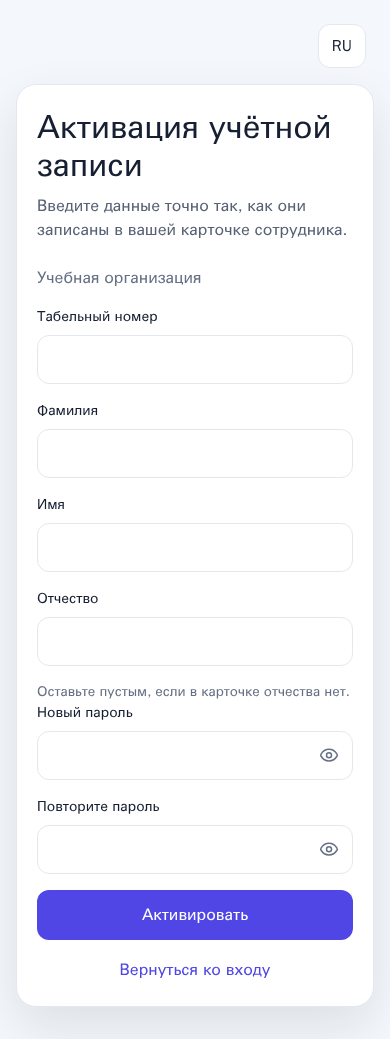 RU
Активация учётной
записи
Введите данные точно так, как они
записаны в вашей карточке сотрудника.
Учебная организация
Табельный номер
Фамилия
Имя
Отчество
Оставьте пустым, если в карточке отчества нет.
Новый пароль
Повторите пароль
Активировать
Вернуться ко входу